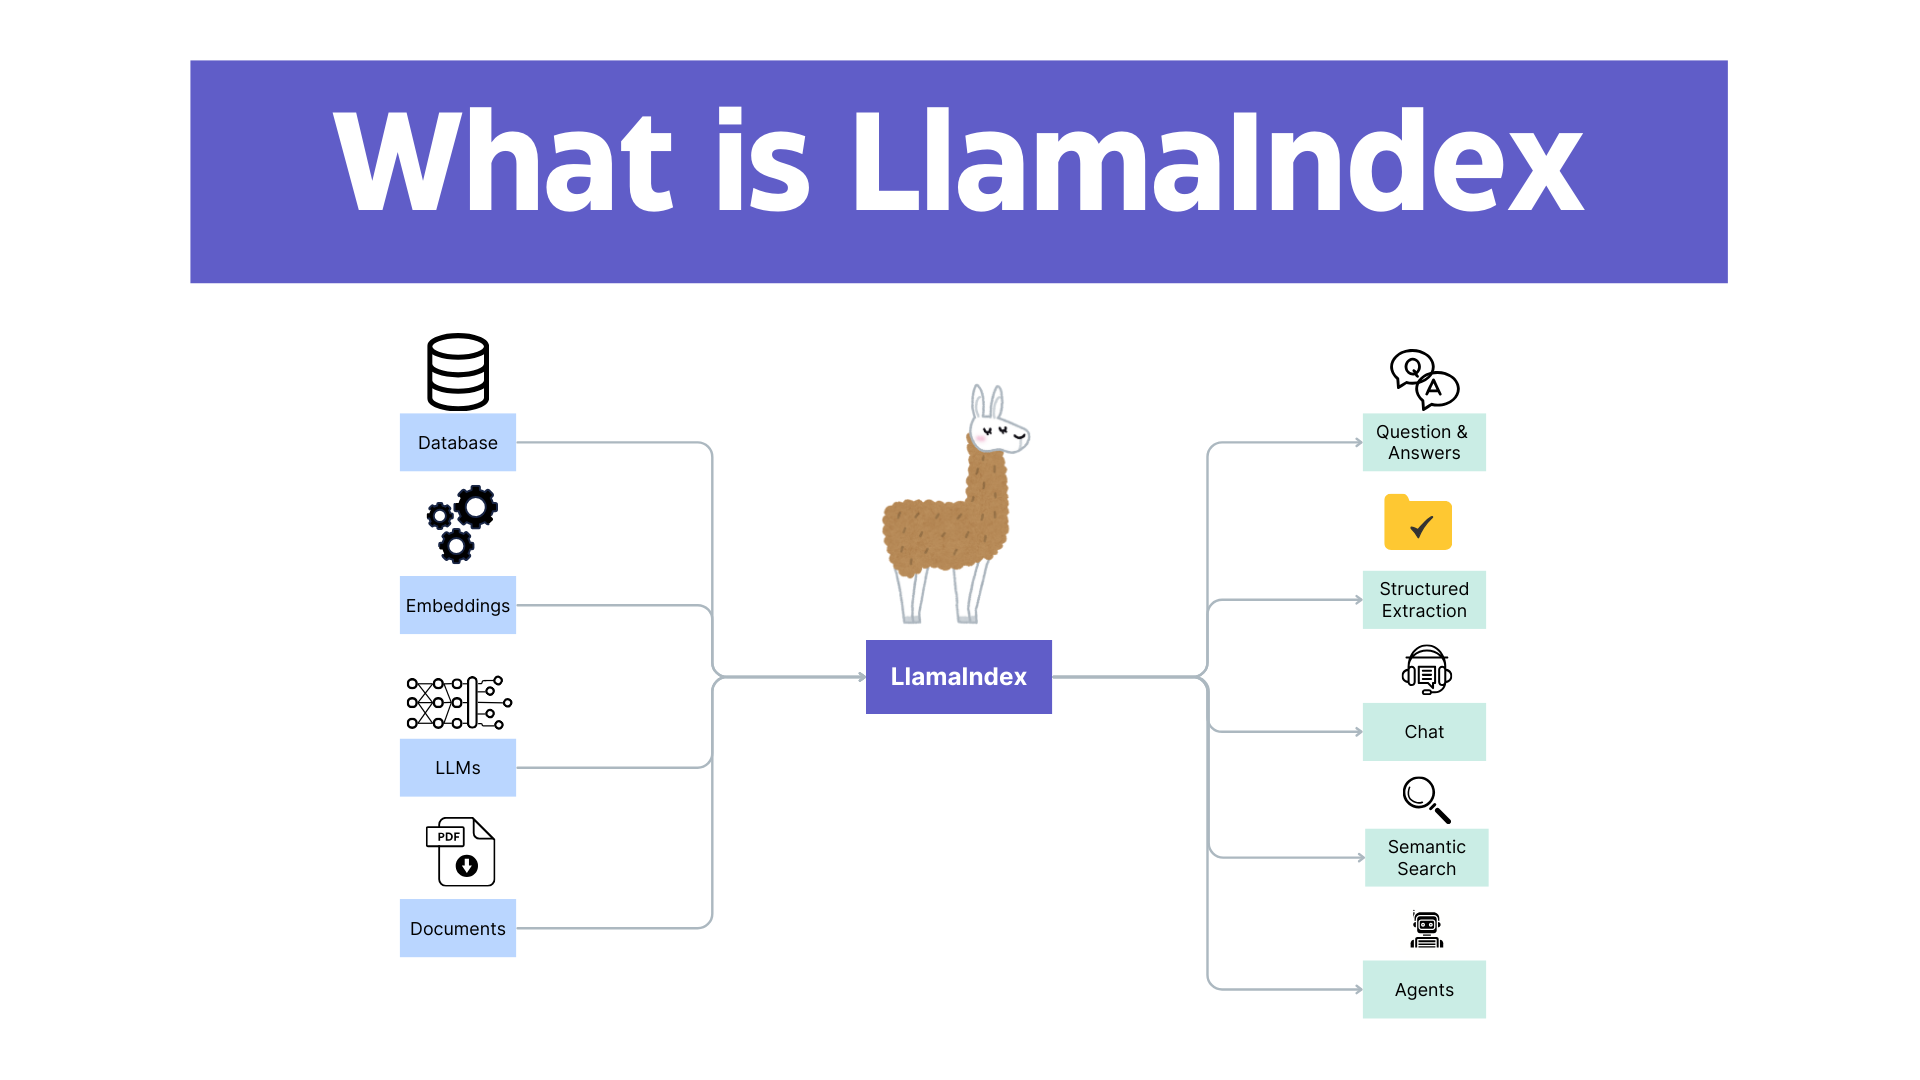 What is LlamaIndex
Database
Embeddings
LLMs
PDF
Documents
LlamaIndex
Q
A
Question &
Answers
Structured
Extraction
Chat
Semantic
Search
Agents